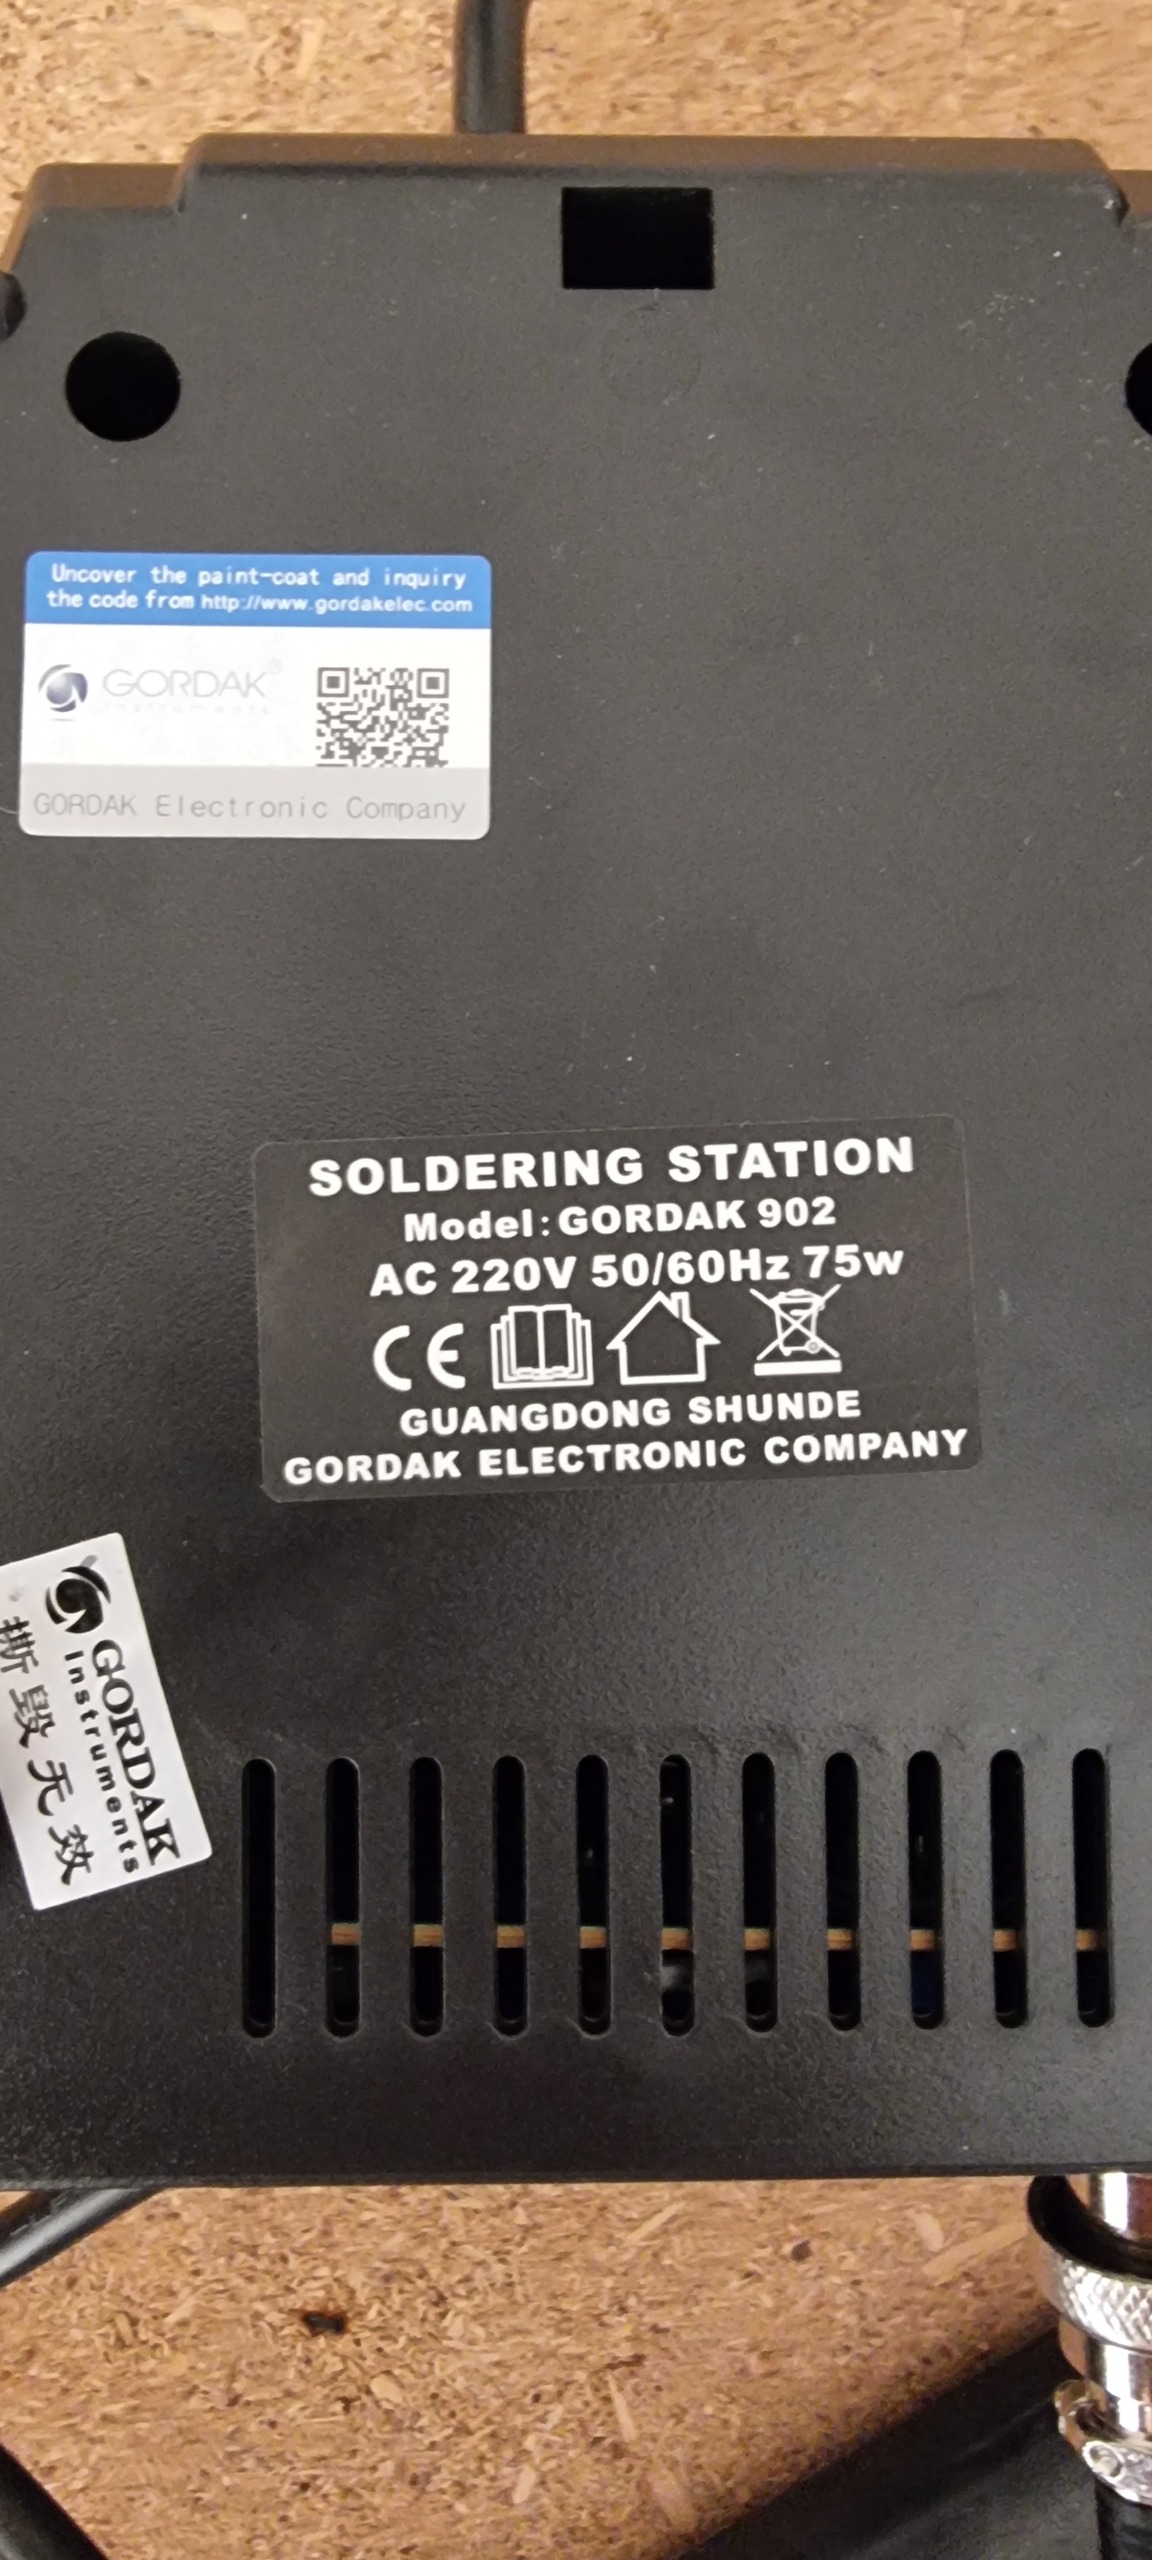 Uncover the paint-coat and inquiry
the code from http://www.gordakelec.com
GORDAK®
Instruments
GORDAK Electronic Company
SOLDERING STATION
Model:GORDAK 902
AC 220V 50/60Hz 75w
CE
GUANGDONG SHUNDE
GORDAK ELECTRONIC COMPANY
GORDAK
Instruments
撕毁无效